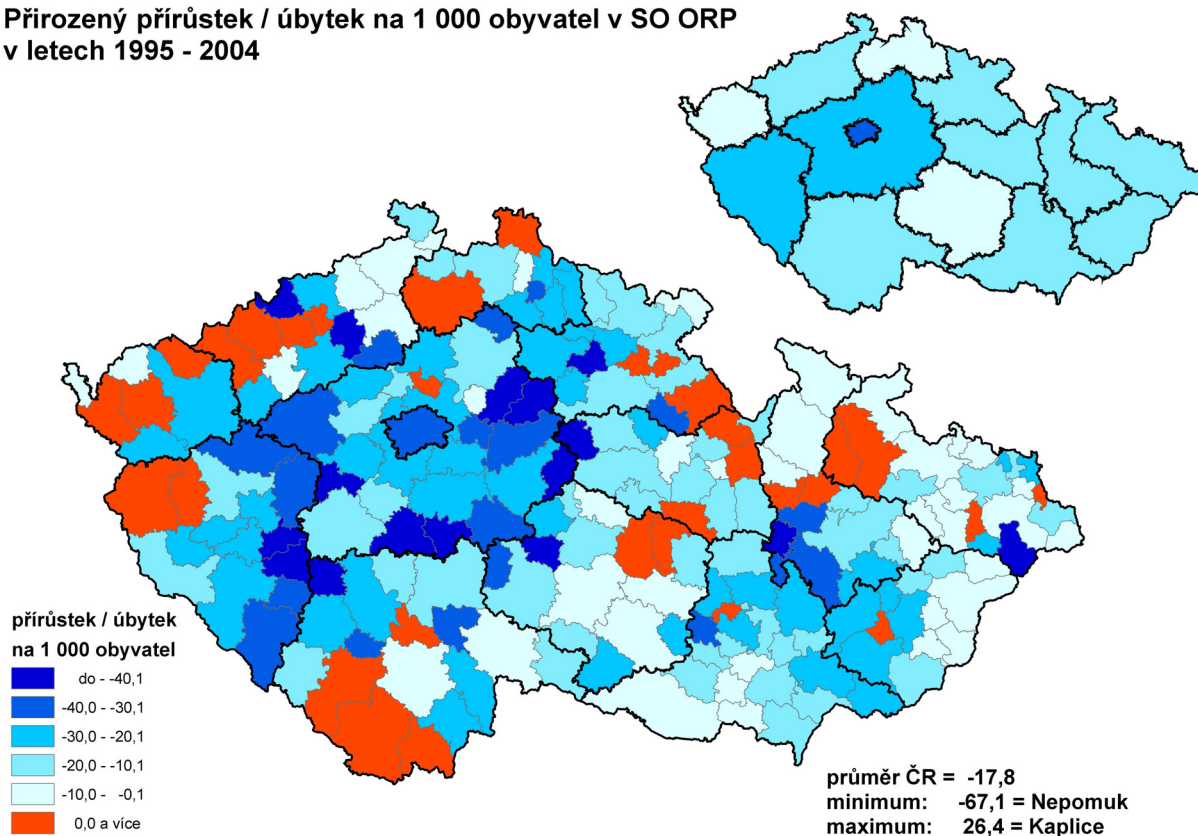 Přirozený přírůstek / úbytek na 1 000 obyvatel v SO ORP
v letech 1995 - 2004
přírůstek / úbytek
na 1 000 obyvatel
do - -40,1
-40,0 - -30,1
-30,0 - -20,1
-20,0 - -10,1
-10,0 - -0,1
0,0 a více
průměr ČR = -17,8
minimum: -67,1 = Nepomuk
maximum: 26,4 = Kaplice